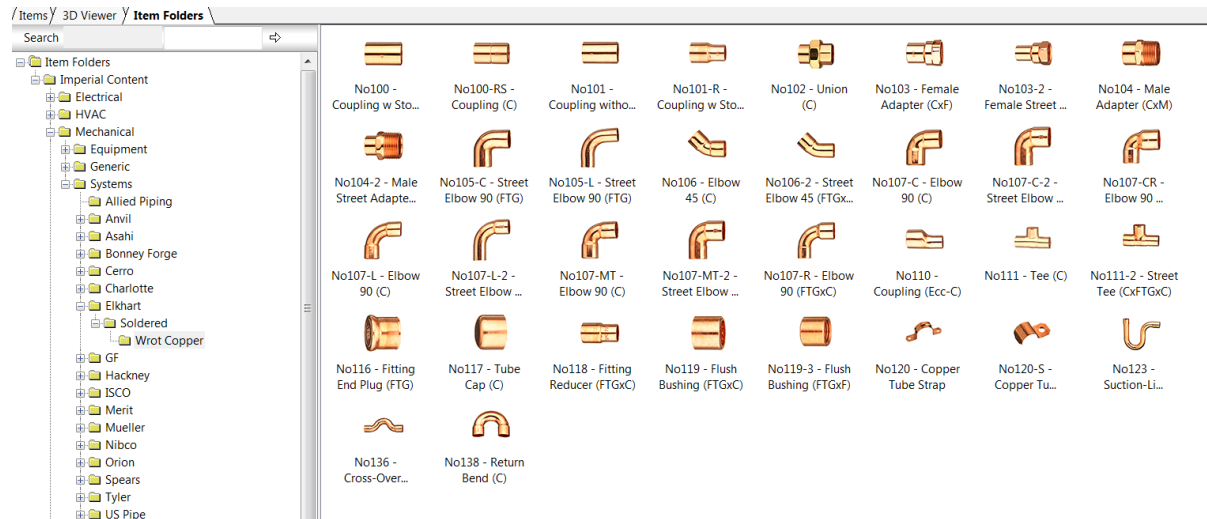 Items
3D Viewer
Item Folders
Search
Item Folders
Imperial Content
Electrical
HVAC
Mechanical
Equipment
Generic
Systems
Allied Piping
Anvil
Asahi
Bonney Forge
Cerro
Charlotte
Elkhart
Soldered
Wrot Copper
GF
Hackney
ISCO
Merit
Mueller
Nibco
Orion
Spears
Tyler
US Pipe
No100 -
Coupling w Sto...
No100-RS -
Coupling (C)
No101 -
Coupling witho...
No101-R -
Coupling w Sto...
No102 - Union
(C)
No103 - Female
Adapter (CxF)
No103-2 -
Female Street ...
No104 - Male
Adapter (CxM)
No104-2 - Male
Street Adapte...
No105-C - Street
Elbow 90 (FTG)
No105-L - Street
Elbow 90 (FTG)
No106 - Elbow
45 (C)
No106-2 - Street
Elbow 45 (FTGx...
No107-C - Elbow
90 (C)
No107-C-2 -
Street Elbow ...
No107-CR -
Elbow 90 ...
No107-L - Elbow
90 (C)
No107-L-2 -
Street Elbow ...
No107-MT -
Elbow 90 (C)
No107-MT-2 -
Street Elbow ...
No107-R - Elbow
90 (FTGxC)
No110 -
Coupling (Ecc-C)
No111 - Tee (C)
No111-2 - Street
Tee (CxFTGxC)
No116 - Fitting
End Plug (FTG)
No117 - Tube
Cap (C)
No118 - Fitting
Reducer (FTGxC)
No119 - Flush
Bushing (FTGxC)
No119-3 - Flush
Bushing (FTGxF)
No120 - Copper
Tube Strap
No120-S -
Copper Tu...
No123 -
Suction-Li...
No136 -
Cross-Over...
No138 - Return
Bend (C)